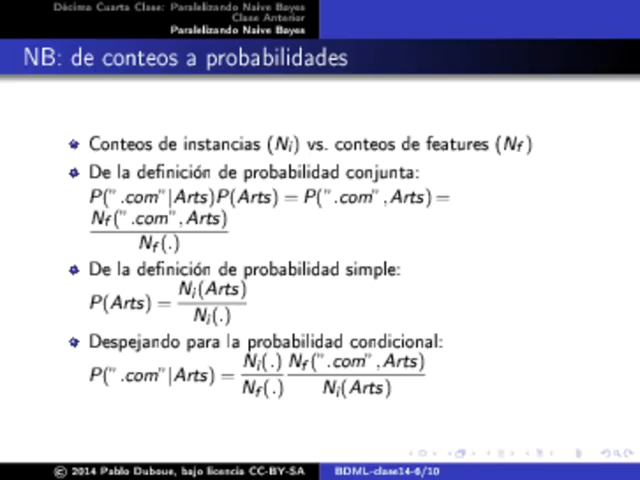 Décima Cuarta Clase: Paralelizando Naive Bayes
Clase Anterior
Paralelizando Naive Bayes
NB: de conteos a probabilidades
Conteos de instancias (Ni) vs. conteos de features (Nf)
De la definición de probabilidad conjunta:
P(" .com"|Arts)P(Arts) = P(" .com", Arts) =
Nf(" .com", Arts)
Nf(.)
De la definición de probabilidad simple:
P(Arts) = Ni(Arts)
Ni(.)
Despejando para la probabilidad condicional:
P(" .com"|Arts) = Ni(.) Nf(" .com", Arts)
Nf(.) Ni(Arts)
© 2014 Pablo Duboue, bajo licencia CC-BY-SA
BDML-clase14-6/10